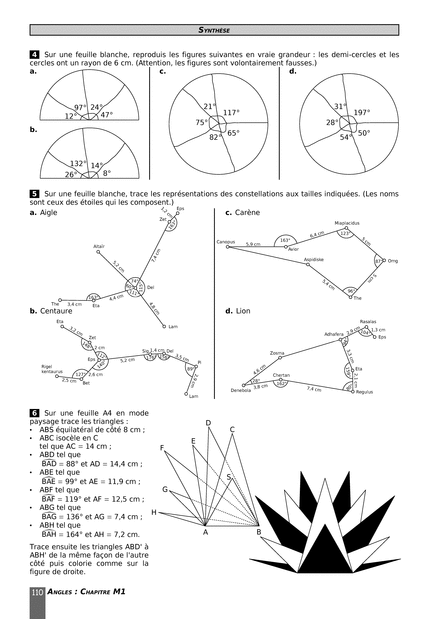 SYNTHÈSE
4 Sur une feuille blanche, reproduis les figures suivantes en vraie grandeur : les demi-cercles et les
cercles ont un rayon de 6 cm. (Attention, les figures sont volontairement fausses.)
a.
97° 24°
12° 47°
b.
132° 14°
26° 8°
c.
21° 117°
75°
82° 65°
d.
31° 197°
28°
54° 50°
5 Sur une feuille blanche, trace les représentations des constellations aux tailles indiquées. (Les noms
sont ceux des étoiles qui les composent.)
a. Aigle
Eps
1,2 cm
Zet
Altaïr
5,2 cm
7,8 cm
Del
4,4 cm
The 3,4 cm Eta
4,8 cm
Lam
b. Centaure
Eta
3,2 cm
Zet
2 cm
Eps
5,2 cm
1,4 cm Del
3,5 cm
89°
Rigel
kentaurus
127° 2,6 cm
2,5 cm Bet
Lam
c. Carène
Miaplacidus
123°
6,4 cm
5 cm
Canopus
5,9 cm
163°
Avior
Aspidiske
87°
5,4 cm
5 cm
96°
The
d. Lion
Rasalas
1,3 cm
Eps
Adhafera
Zosma
4,6 cm
Eta
Chertan
3,8 cm
Denebola
7,4 cm
Regulus
6 Sur une feuille A4 en mode
paysage trace les triangles :
• ABS équilatéral de côté 8 cm ;
• ABC isocèle en C
tel que AC = 14 cm ;
• ABD tel que
BAD = 88° et AD = 14,4 cm ;
• ABE tel que
BAE = 99° et AE = 11,9 cm ;
• ABF tel que
BAF = 119° et AF = 12,5 cm ;
• ABG tel que
BAG = 136° et AG = 7,4 cm ;
• ABH tel que
BAH = 164° et AH = 7,2 cm.
Trace ensuite les triangles ABD' à
ABH' de la même façon de l'autre
côté puis colorie comme sur la
figure de droite.
D
C
E
F
S
G
H
A B
110 ANGLES : CHAPITRE M1